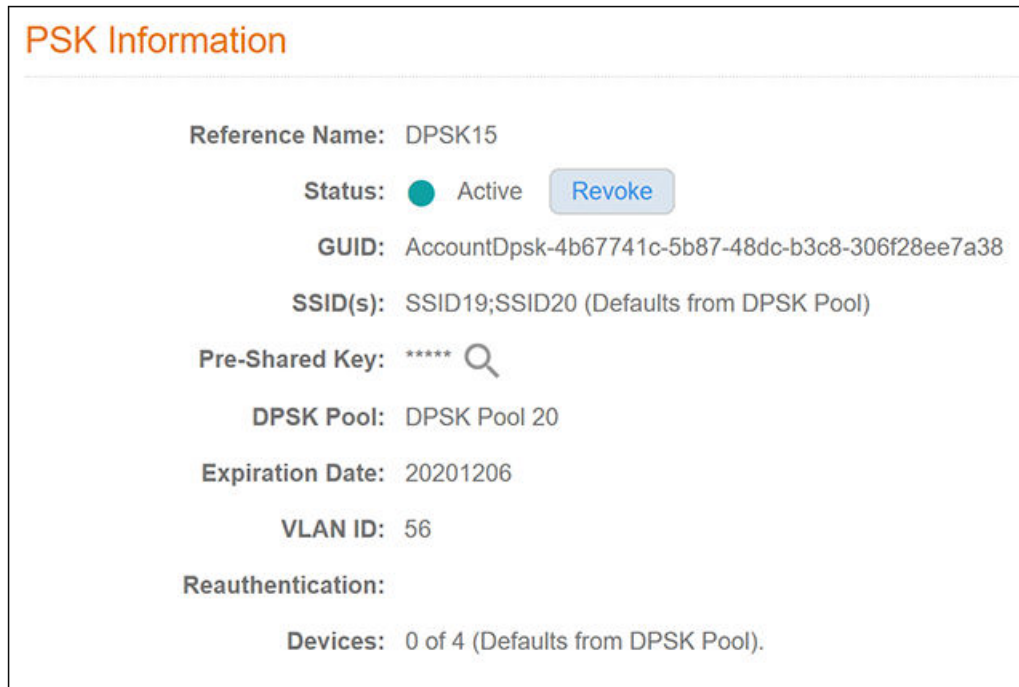 PSK Information
Reference Name: DPSK15
Status: Active Revoke
GUID: AccountDpsk-4b67741c-5b87-48dc-b3c8-306f28ee7a38
SSID(s): SSID19;SSID20 (Defaults from DPSK Pool)
Pre-Shared Key: *****
DPSK Pool: DPSK Pool 20
Expiration Date: 20201206
VLAN ID: 56
Reauthentication:
Devices: 0 of 4 (Defaults from DPSK Pool).